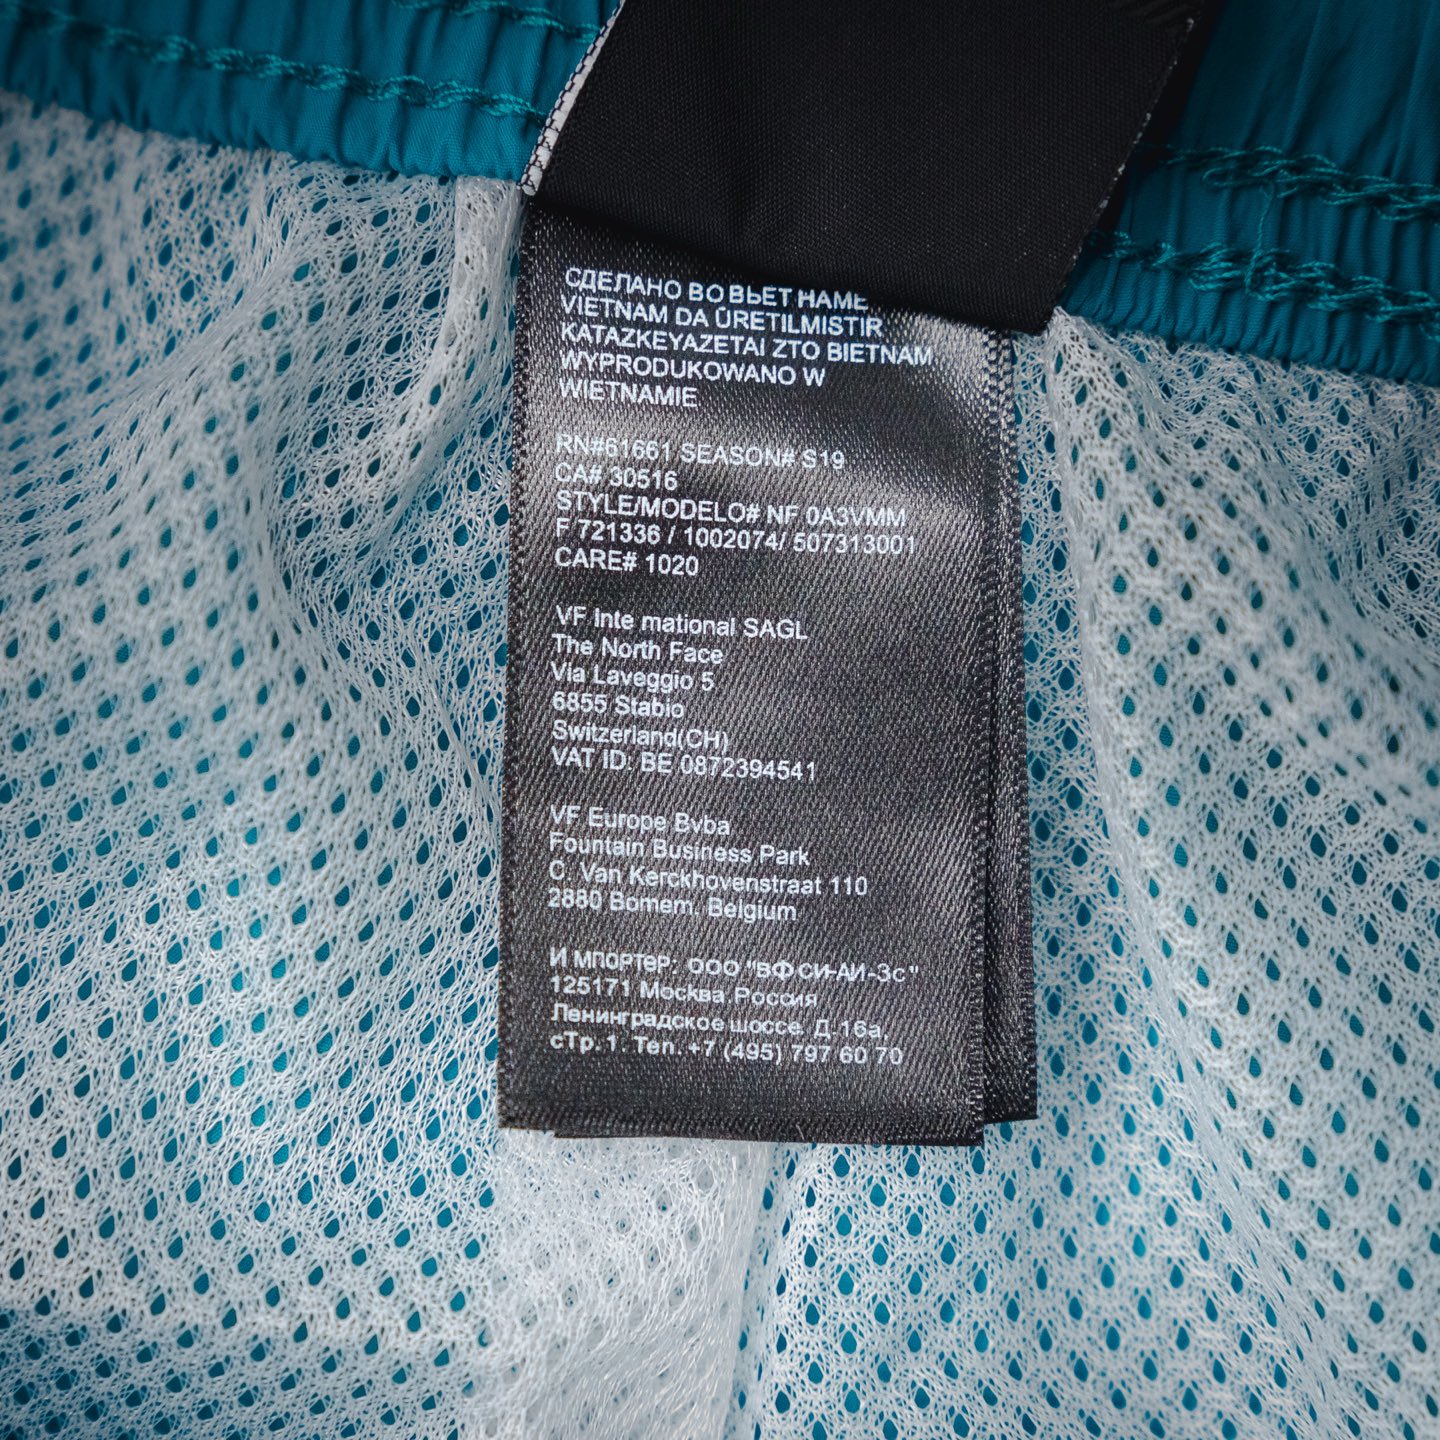 СДЕЛАНО ВО ВЬЕТ НАМЕ
VIETNAM DA ÜRETILMISTIR
KATAZKEYAZETAI ZTO BIETNAM
WYPRODUKOWANO W
WIETNAMIE
RN#61661 SEASON# S19
CA# 30516
STYLE/MODELO# NF 0A3VMM
F 721336 / 1002074/ 507313001
CARE# 1020
VF Inte mational SAGL
The North Face
Via Laveggio 5
6855 Stabio
Switzerland(CH)
VAT ID: BE 0872394541
VF Europe Bvba
Fountain Business Park
C. Van Kerckhovenstraat 110
2880 Bomem. Belgium
И МПОРТеР: ООО "ВФ СИ-АИ-Зс"
125171 Москва Россия
Ленинградское шоссе. Д.16а,
сТр.1. Теп.+7 (495) 797 60 70